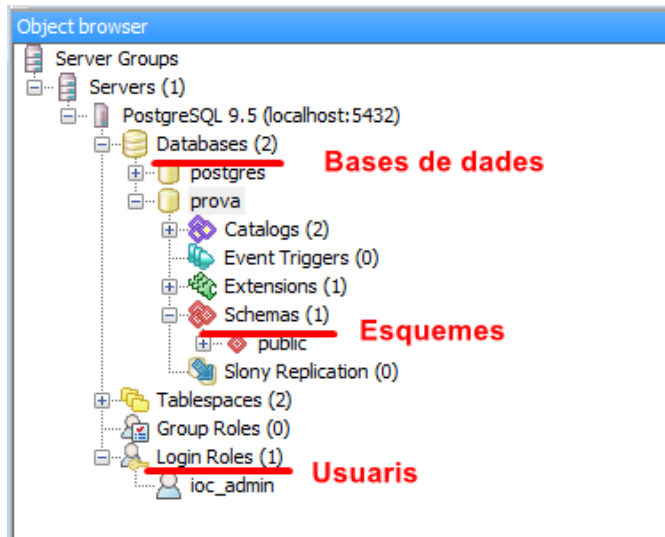 Object browser
Server Groups
Servers (1)
PostgreSQL 9.5 (localhost:5432)
Databases (2)
Bases de dades
postgres
prova
Catalogs (2)
Event Triggers (0)
Extensions (1)
Schemas (1)
Esquemes
public
Slony Replication (0)
Tablespaces (2)
Group Roles (0)
Login Roles (1)
Usuaris
ioc_admin